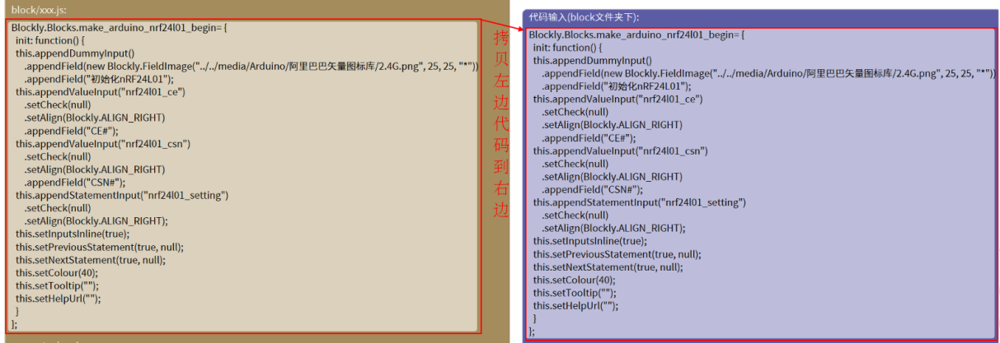 block/xxx.js:
Blockly.Blocks.make_arduino_nrf24l01_begin= {
init: function() {
this.appendDummyInput()
.appendField(new Blockly.FieldImage("../../media/Arduino/阿里巴巴矢量图标库/2.4G.png", 25, 25, "*"))
.appendField("初始化nRF24L01");
this.appendValueInput("nrf24l01_ce")
.setCheck(null)
.setAlign(Blockly.ALIGN_RIGHT)
.appendField("CE#");
this.appendValueInput("nrf24l01_csn")
.setCheck(null)
.setAlign(Blockly.ALIGN_RIGHT)
.appendField("CSN#");
this.appendStatementInput("nrf24l01_setting")
.setCheck(null)
.setAlign(Blockly.ALIGN_RIGHT);
this.setInputsInline(true);
this.setPreviousStatement(true, null);
this.setNextStatement(true, null);
this.setColour(40);
this.setTooltip("");
this.setHelpUrl("");
}
};
拷贝左边代码到右边
代码输入(block文件夹下):
Blockly.Blocks.make_arduino_nrf24l01_begin= {
init: function() {
this.appendDummyInput()
.appendField(new Blockly.FieldImage("../../media/Arduino/阿里巴巴矢量图标库/2.4G.png", 25, 25, "*"))
.appendField("初始化nRF24L01");
this.appendValueInput("nrf24l01_ce")
.setCheck(null)
.setAlign(Blockly.ALIGN_RIGHT)
.appendField("CE#");
this.appendValueInput("nrf24l01_csn")
.setCheck(null)
.setAlign(Blockly.ALIGN_RIGHT)
.appendField("CSN#");
this.appendStatementInput("nrf24l01_setting")
.setCheck(null)
.setAlign(Blockly.ALIGN_RIGHT);
this.setInputsInline(true);
this.setPreviousStatement(true, null);
this.setNextStatement(true, null);
this.setColour(40);
this.setTooltip("");
this.setHelpUrl("");
}
};